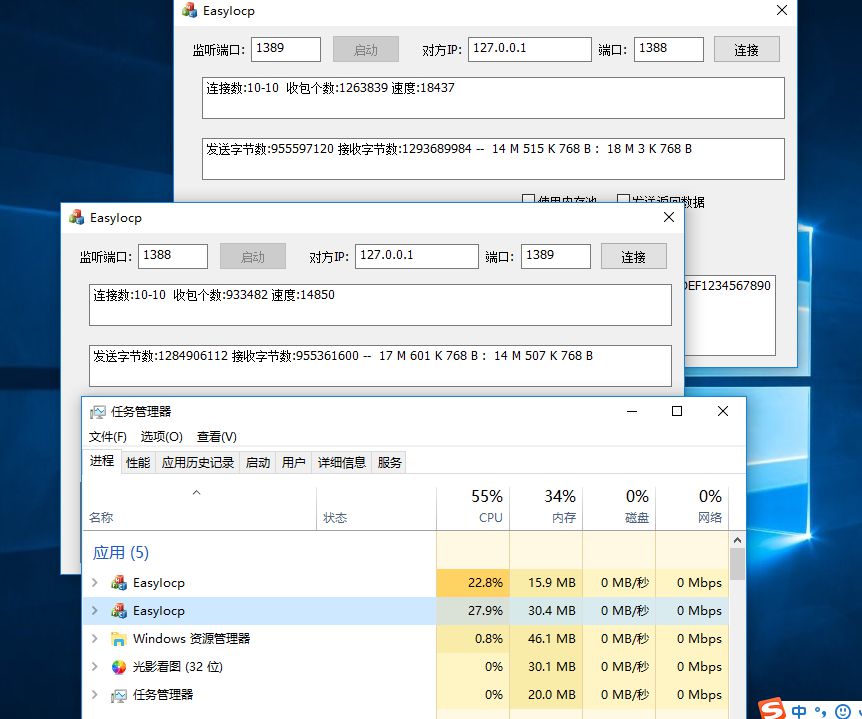 EasyIocp
监听端口: 1389 启动 对方IP: 127.0.0.1 端口: 1388 连接
连接数:10-10 收包个数:1263839 速度:18437
发送字节数:955597120 接收字节数:1293689984 -- 14 M 515 K 768 B : 18 M 3 K 768 B
使用内存池 发送返回数据
DEF1234567890
EasyIocp
监听端口: 1388 启动 对方IP: 127.0.0.1 端口: 1389 连接
连接数:10-10 收包个数:933482 速度:14850
发送字节数:1284906112 接收字节数:955361600 -- 17 M 601 K 768 B : 14 M 507 K 768 B
任务管理器
文件(F) 选项(O) 查看(V)
进程 性能 应用历史记录 启动 用户 详细信息 服务
55% 34% 0% 0%
名称 状态 CPU 内存 磁盘 网络
应用 (5)
EasyIocp 22.8% 15.9 MB 0 MB/秒 0 Mbps
EasyIocp 27.9% 30.4 MB 0 MB/秒 0 Mbps
Windows 资源管理器 0.8% 46.1 MB 0 MB/秒 0 Mbps
光影看图 (32 位) 0% 30.1 MB 0 MB/秒 0 Mbps
任务管理器 0% 20.0 MB 0 MB/秒 0 Mbps
S 中 °,